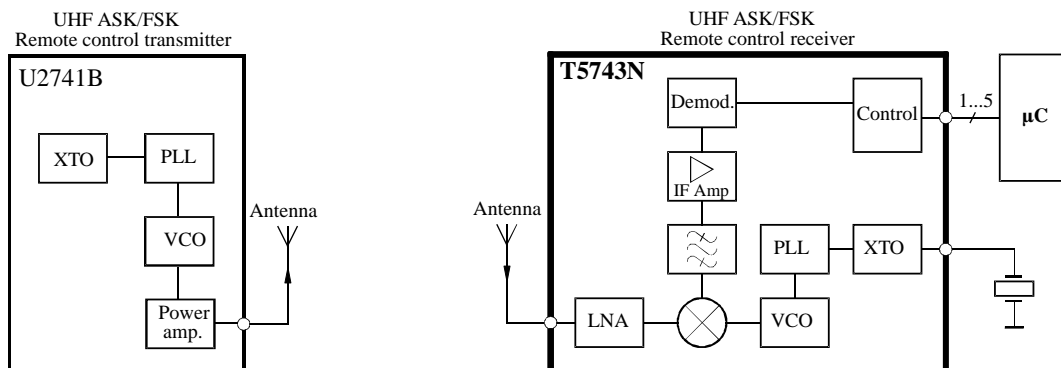 UHF ASK/FSK
Remote control transmitter
U2741B
XTO
PLL
VCO
Power
amp.
Antenna
UHF ASK/FSK
Remote control receiver
T5743N
Demod.
Control
1...5
µC
IF Amp
Antenna
PLL
XTO
LNA
VCO